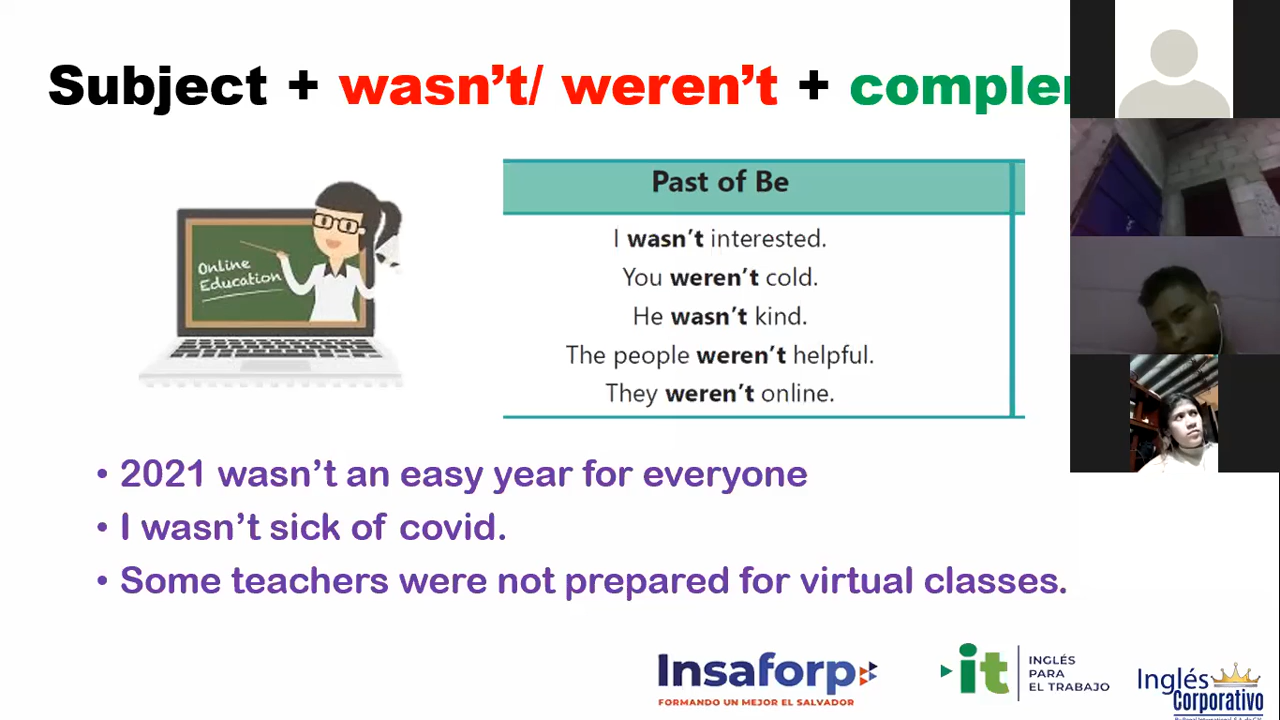 Subject + wasn't/ weren't +
Online
Education
Past of Be
I wasn't interested.
You weren't cold.
He wasn't kind.
The people weren't helpful.
They weren't online.
• 2021 wasn't an easy year for everyone
• I wasn't sick of covid.
• Some teachers were not prepared for virtual classes.
Insaforp
FORMANDO UN MEJOR EL SALVADOR
it
INGLÉS
PARA
EL TRABAJO
Inglés
Corporativo